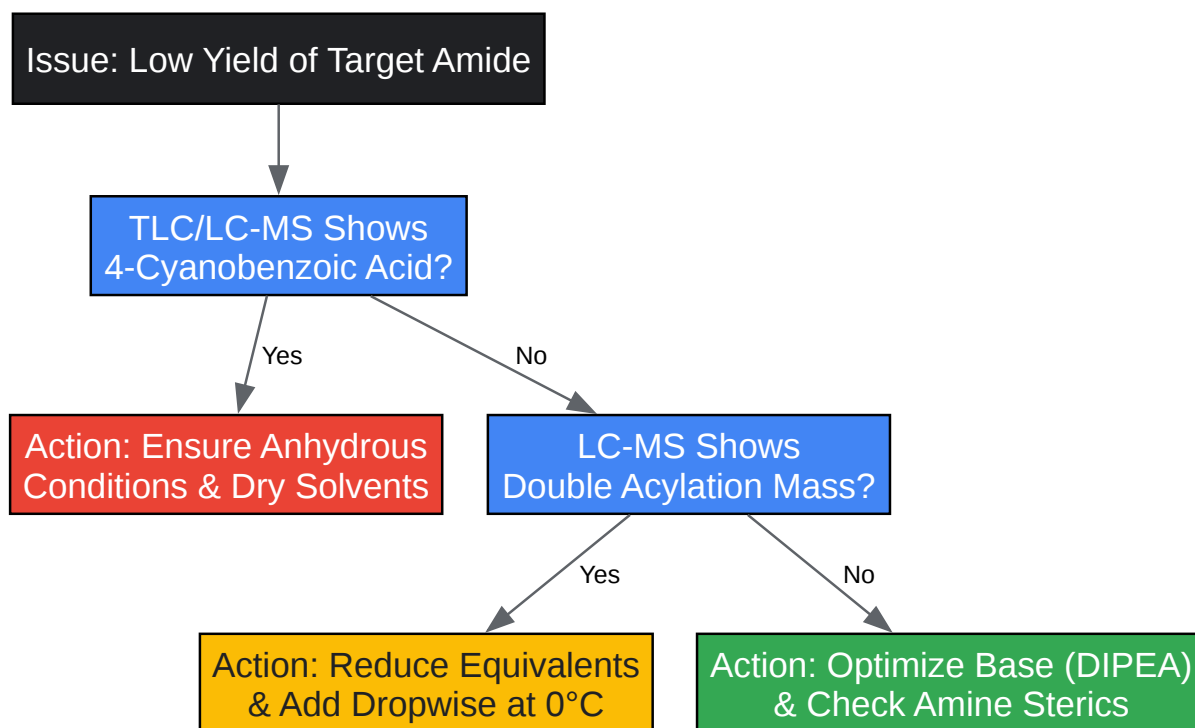 Issue: Low Yield of Target Amide
TLC/LC-MS Shows
4-Cyanobenzoic Acid?
Yes
No
Action: Ensure Anhydrous
Conditions & Dry Solvents
LC-MS Shows
Double Acylation Mass?
Yes
No
Action: Reduce Equivalents
& Add Dropwise at 0°C
Action: Optimize Base (DIPEA)
& Check Amine Sterics